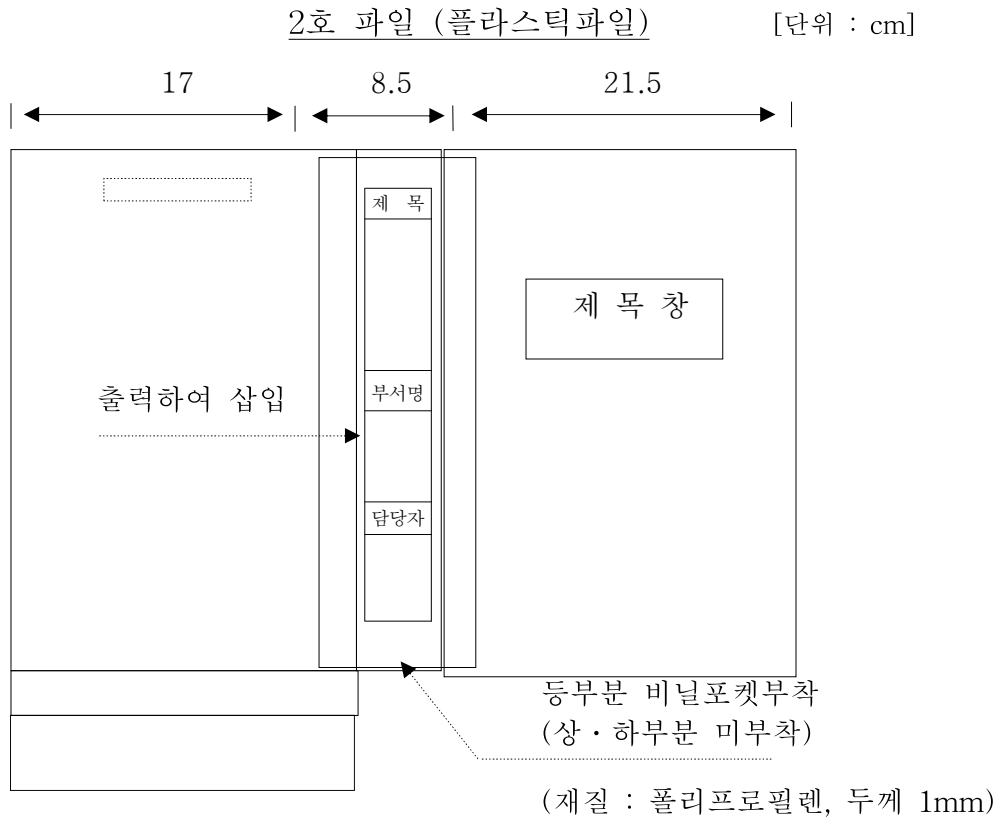 2호 파일 (플라스틱파일)
[단위 : cm]
17
8.5
21.5
제 목
제 목 창
출력하여 삽입
부서명
담당자
등부분 비닐포켓부착
(상·하부분 미부착)
(재질 : 폴리프로필렌, 두께 1mm)